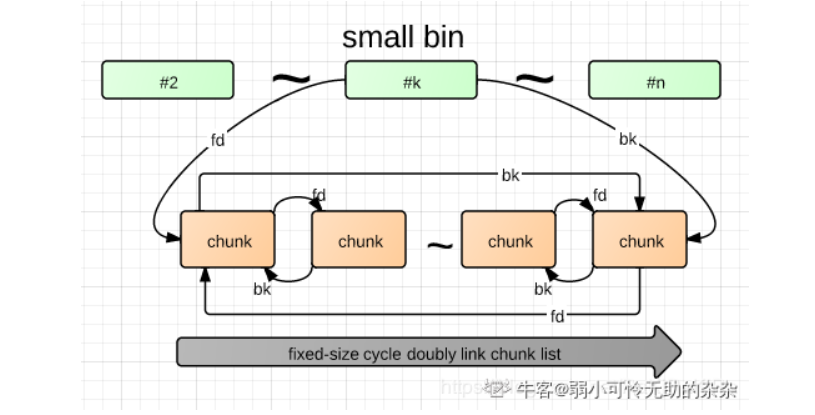 small bin
#2 ~ #k ~ #n
fd
bk
bk
fd
fd
chunk
chunk
~
chunk
chunk
bk
bk
fd
fixed-size cycle doubly link chunk list
https
牛客@弱小可怜无助的杂杂